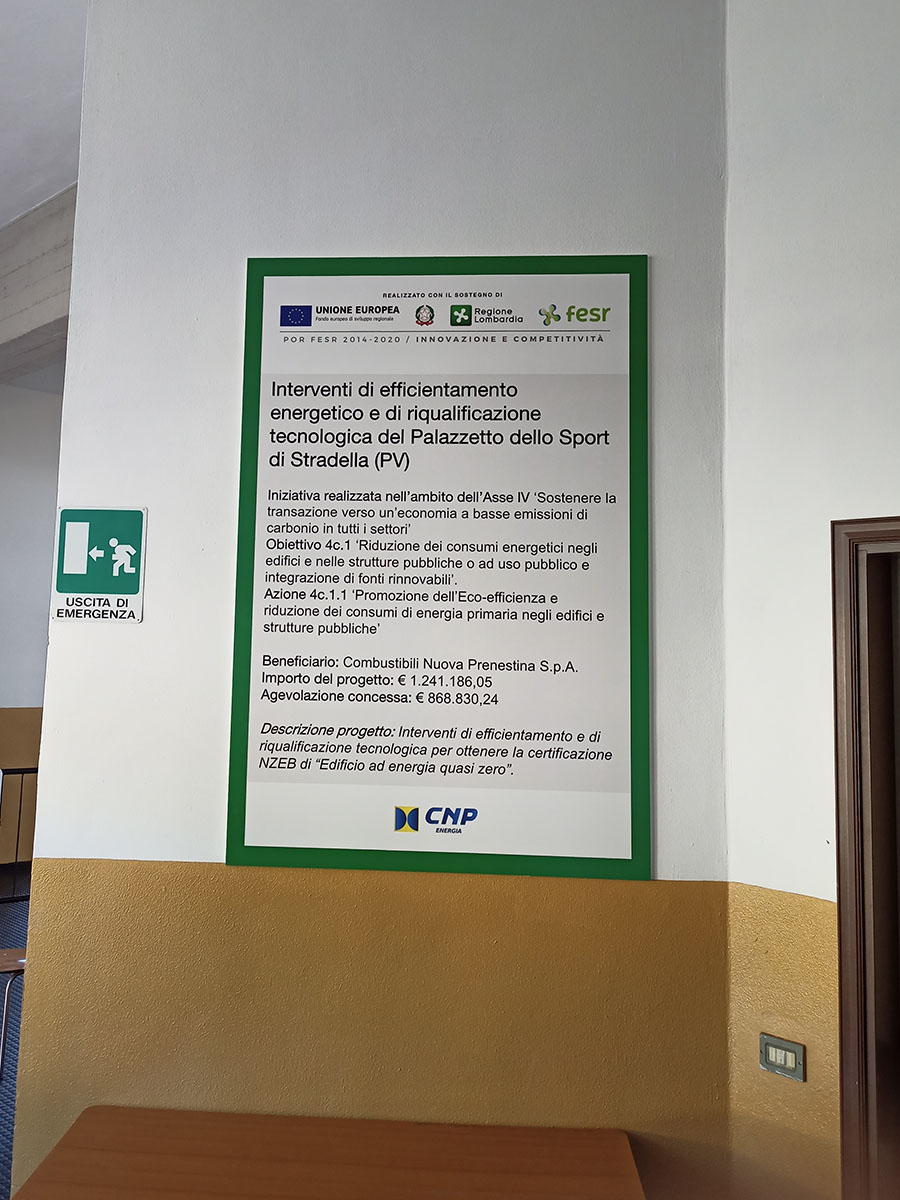 REALIZZATO CON IL SOSTEGNO DI
UNIONE EUROPEA
Fondo europeo di sviluppo regionale
Regione
Lombardia
fesr
POR FESR 2014-2020 / INNOVAZIONE E COMPETITIVITÀ
Interventi di efficientamento
energetico e di riqualificazione
tecnologica del Palazzetto dello Sport
di Stradella (PV)
Iniziativa realizzata nell'ambito dell'Asse IV 'Sostenere la
transazione verso un'economia a basse emissioni di
carbonio in tutti i settori'
Obiettivo 4c.1 'Riduzione dei consumi energetici negli
edifici e nelle strutture pubbliche o ad uso pubblico e
integrazione di fonti rinnovabili'.
Azione 4c.1.1 'Promozione dell'Eco-efficienza e
riduzione dei consumi di energia primaria negli edifici e
strutture pubbliche'
Beneficiario: Combustibili Nuova Prenestina S.p.A.
Importo del progetto: € 1.241.186,05
Agevolazione concessa: € 868.830,24
Descrizione progetto: Interventi di efficientamento e di
riqualificazione tecnologica per ottenere la certificazione
NZEB di "Edificio ad energia quasi zero".
CNP
ENERGIA
USCITA DI
EMERGENZA